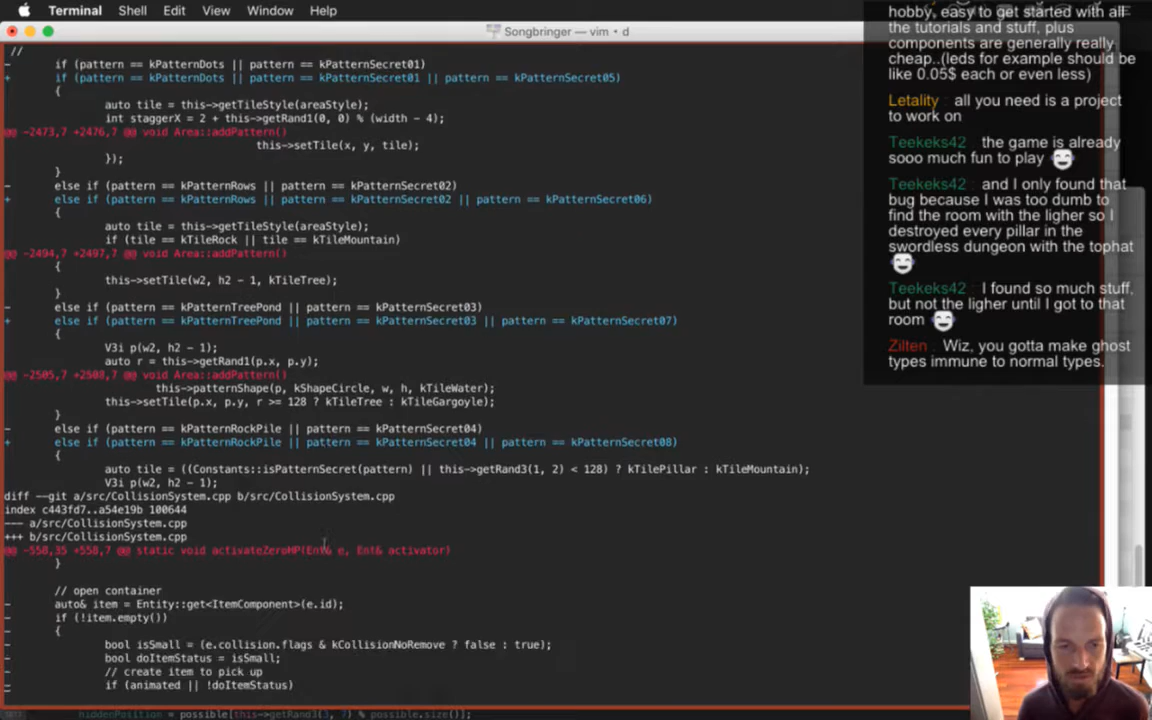 Terminal Shell Edit View Window Help
Songbringer — vim • d
//
- if (pattern == kPatternDots || pattern == kPatternSecret01)
+ if (pattern == kPatternDots || pattern == kPatternSecret01 || pattern == kPatternSecret05)
{
auto tile = this->getTileStyle(areaStyle);
int staggerX = 2 + this->getRand1(0, 0) % (width - 4);
@@ -2473,7 +2476,7 @@ void Area::addPattern()
this->setTile(x, y, tile);
});
}
- else if (pattern == kPatternRows || pattern == kPatternSecret02)
+ else if (pattern == kPatternRows || pattern == kPatternSecret02 || pattern == kPatternSecret06)
{
auto tile = this->getTileStyle(areaStyle);
if (tile == kTileRock || tile == kTileMountain)
@@ -2494,7 +2497,7 @@ void Area::addPattern()
{
this->setTile(w2, h2 - 1, kTileTree);
}
- else if (pattern == kPatternTreePond || pattern == kPatternSecret03)
+ else if (pattern == kPatternTreePond || pattern == kPatternSecret03 || pattern == kPatternSecret07)
{
V3i p(w2, h2 - 1);
auto r = this->getRand1(p.x, p.y);
@@ -2505,7 +2508,7 @@ void Area::addPattern()
this->patternShape(p, kShapeCircle, w, h, kTileWater);
this->setTile(p.x, p.y, r >= 128 ? kTileTree : kTileGargoyle);
}
- else if (pattern == kPatternRockPile || pattern == kPatternSecret04)
+ else if (pattern == kPatternRockPile || pattern == kPatternSecret04 || pattern == kPatternSecret08)
{
auto tile = ((Constants::isPatternSecret(pattern) || this->getRand3(1, 2) < 128) ? kTilePillar : kTileMountain);
V3i p(w2, h2 - 1);
diff --git a/src/CollisionSystem.cpp b/src/CollisionSystem.cpp
index c443fd7..a54e19b 100644
--- a/src/CollisionSystem.cpp
+++ b/src/CollisionSystem.cpp
@@ -558,35 +558,7 @@ static void activateZeroHP(Ent& e, Ent& activator)
}
// open container
- auto& item = Entity::get<ItemComponent>(e.id);
- if (!item.empty())
- {
- bool isSmall = (e.collision.flags & kCollisionNoRemove ? false : true);
- bool doItemStatus = isSmall;
- // create item to pick up
- if (animated || !doItemStatus)
hiddenPosition = possible[this->getRand3(3, 7) % possible.size()];
hobby, easy to get started with all
the tutorials and stuff, plus
components are generally really
cheap..(leds for example should be
like 0.05$ each or even less)
Letality : all you need is a project
to work on
Teekeks42 : the game is already
sooo much fun to play
Teekeks42 : and I only found that
bug because I was too dumb to
find the room with the ligher so I
destroyed every pillar in the
swordless dungeon with the tophat
Teekeks42 : I found so much stuff,
but not the ligher until I got to that
room
Zilten : Wiz, you gotta make ghost
types immune to normal types.